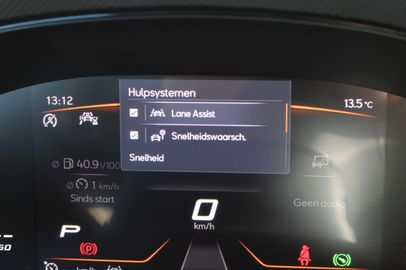 Hulpsystemen
13:12
13.5 °C
Lane Assist
Snelheidswaarsch.
Snelheid
Ø 40.9 l/100
Ø 1 km/h
Sinds start
Geen audio
0
km/h
P